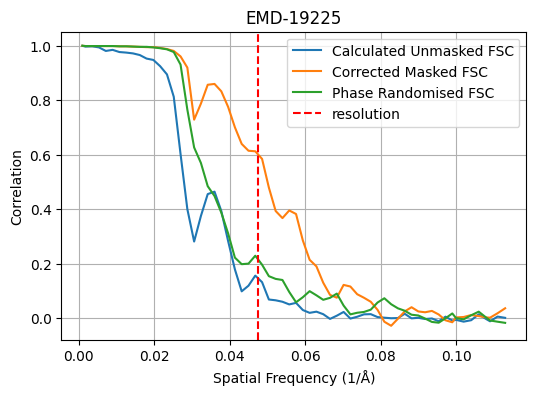 EMD-19225
Calculated Unmasked FSC
Corrected Masked FSC
Phase Randomised FSC
resolution
Correlation
1.0
0.8
0.6
0.4
0.2
0.0
0.00 0.02 0.04 0.06 0.08 0.10
Spatial Frequency (1/Å)